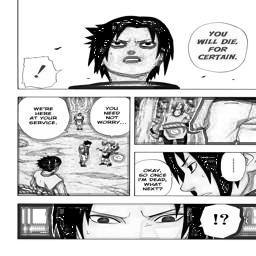 YOU
WILL DIE,
FOR
CERTAIN.
!
WE'RE
HERE
AT YOUR
SERVICE.
YOU
NEED
NOT
WORRY...
.......
OKAY,
SO ONCE
I'M DEAD,
WHAT
NEXT?
!?